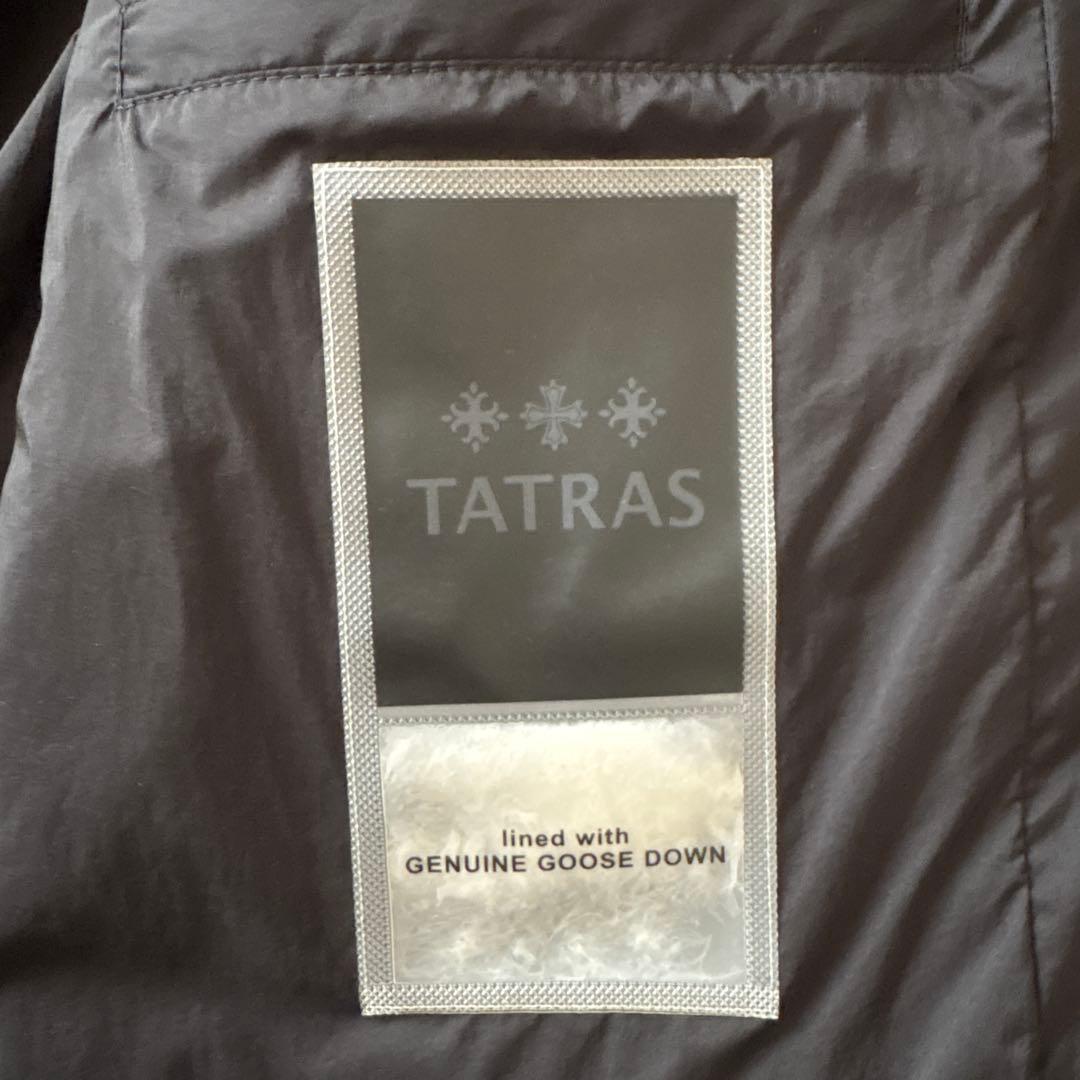 TATRAS
lined with
GENUINE GOOSE DOWN